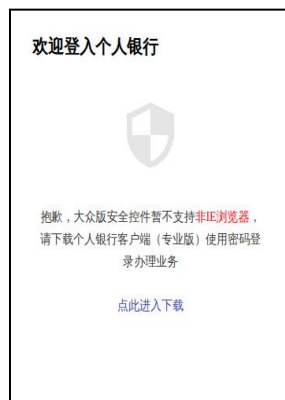 欢迎登入个人银行
抱歉，大众版安全控件暂不支持非IE浏览器，
请下载个人银行客户端（专业版）使用密码登
录办理业务
点此进入下载